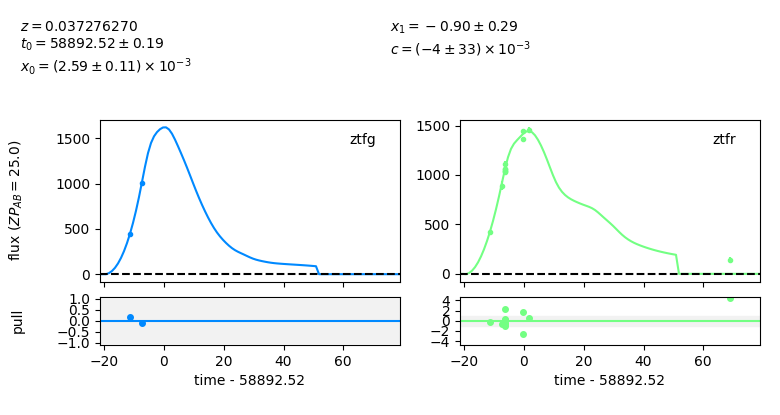 z = 0.037276270
t0 = 58892.52 ± 0.19
x0 = (2.59 ± 0.11) × 10^−3
x1 = −0.90 ± 0.29
c = (−4 ± 33) × 10^−3
flux (ZP_AB = 25.0)
1500
1000
500
0
ztfg
1500
1000
500
0
ztfr
pull
1.0
0.5
0.0
−0.5
−1.0
−20
0
20
40
60
time - 58892.52
4
2
0
−2
−4
−20
0
20
40
60
time - 58892.52